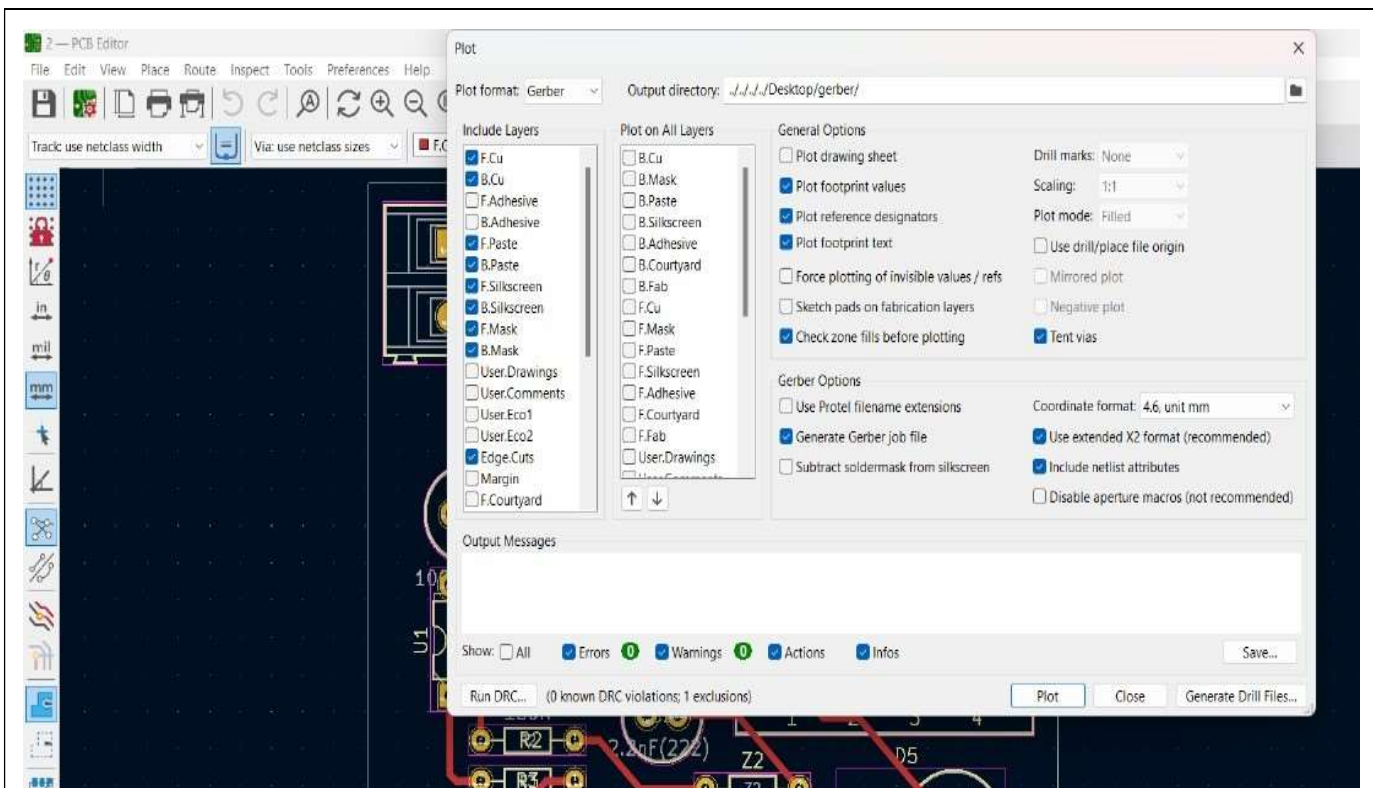 2 — PCB Editor
File Edit View Place Route Inspect Tools Preferences Help
Track: use netclass width
Via: use netclass sizes
Plot
Plot format: Gerber
Output directory: ././././Desktop/gerber/
Include Layers
F.Cu
B.Cu
F.Adhesive
B.Adhesive
F.Paste
B.Paste
F.Silkscreen
B.Silkscreen
F.Mask
B.Mask
User.Drawings
User.Comments
User.Eco1
User.Eco2
Edge.Cuts
Margin
F.Courtyard
Plot on All Layers
B.Cu
B.Mask
B.Paste
B.Silkscreen
B.Adhesive
B.Courtyard
B.Fab
F.Cu
F.Mask
F.Paste
F.Silkscreen
F.Adhesive
F.Courtyard
F.Fab
User.Drawings
General Options
Plot drawing sheet
Plot footprint values
Plot reference designators
Plot footprint text
Force plotting of invisible values / refs
Sketch pads on fabrication layers
Check zone fills before plotting
Drill marks: None
Scaling: 1:1
Plot mode: Filled
Use drill/place file origin
Mirrored plot
Negative plot
Tent vias
Gerber Options
Use Protel filename extensions
Generate Gerber job file
Subtract soldermask from silkscreen
Coordinate format: 4.6, unit mm
Use extended X2 format (recommended)
Include netlist attributes
Disable aperture macros (not recommended)
Output Messages
Show: All Errors 0 Warnings 0 Actions Infos
Save...
Run DRC... (0 known DRC violations; 1 exclusions)
Plot Close Generate Drill Files...
in
mil
mm
U1
R2
2.2nF(222)
Z2
D5
R3